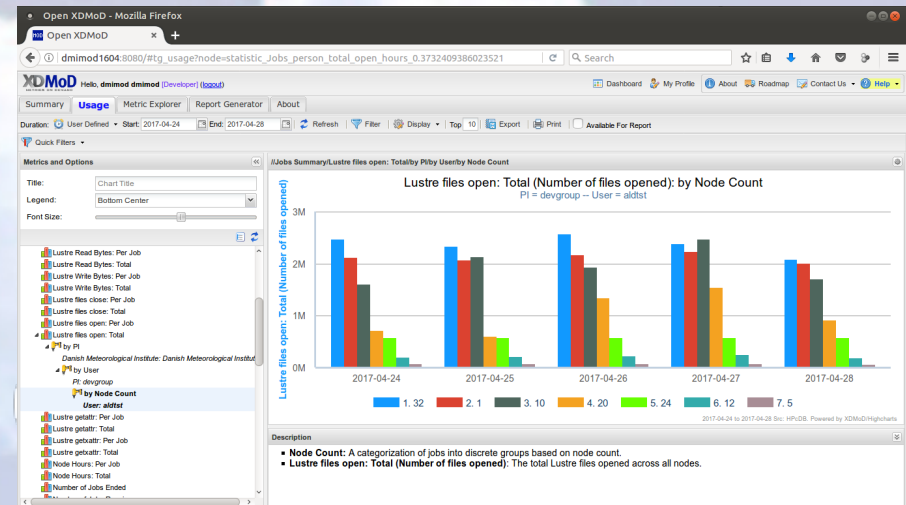 Open XDMoD - Mozilla Firefox
MOD Open XDMoD × +
dmimod1604:8080/#tg_usage?node=statistic_Jobs_person_total_open_hours_0.3732409386023521 Search
XDMoD Hello, dmimod dmimod [Developer] (logout) Dashboard My Profile About Roadmap Contact Us Help
Summary Usage Metric Explorer Report Generator About
Duration: User Defined Start: 2017-04-24 End: 2017-04-28 Refresh Filter Display Top 10 Export Print Available For Report
Quick Filters
Metrics and Options
Title: Chart Title
Legend: Bottom Center
Font Size:
Lustre Read Bytes: Per Job
Lustre Read Bytes: Total
Lustre Write Bytes: Per Job
Lustre Write Bytes: Total
Lustre files close: Per Job
Lustre files close: Total
Lustre files open: Per Job
Lustre files open: Total
by PI
Danish Meteorological Institute: Danish Meteorological Institut
by User
PI: devgroup
by Node Count
User: aldtst
Lustre getattr: Per Job
Lustre getattr: Total
Lustre getxattr: Per Job
Lustre getxattr: Total
Node Hours: Per Job
Node Hours: Total
Number of Jobs Ended
//Jobs Summary/Lustre files open: Total/by PI/by User/by Node Count
Lustre files open: Total (Number of files opened): by Node Count
PI = devgroup -- User = aldtst
Lustre files open: Total (Number of files opened)
3M
2M
1M
0M
2017-04-24 2017-04-25 2017-04-26 2017-04-27 2017-04-28
1. 32 2. 1 3. 10 4. 20 5. 24 6. 12 7. 5
2017-04-24 to 2017-04-28 Src: HPcDB. Powered by XDMoD/Highcharts
Description
Node Count: A categorization of jobs into discrete groups based on node count.
Lustre files open: Total (Number of files opened): The total Lustre files opened across all nodes.